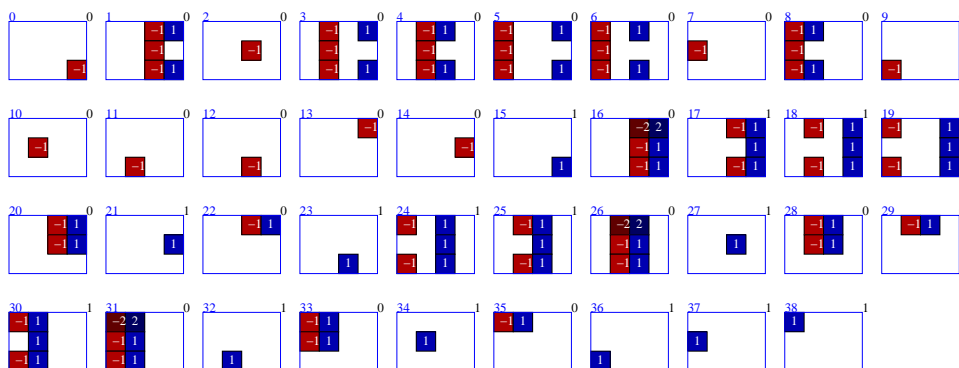 0 0 1 0 2 0 3 0 4 0 5 0 6 0 7 0 8 0 9 0
−1 1 −1 1 −1 1 −1 1 −1 1 −1 1
−1 −1 −1 −1 −1 −1 −1 −1
−1 −1 1 −1 1 −1 1 −1 1 −1 1 −1 1 −1
10 0 11 0 12 0 13 0 14 0 15 1 16 0 17 1 18 1 19 1
−1 −2 2 −1 1 −1 1 −1 1
−1 −1 −1 1 1 1 1
−1 −1 1 −1 1 −1 1 −1 1 −1 1
20 0 21 1 22 0 23 1 24 1 25 1 26 0 27 1 28 0 29 0
−1 1 −1 1 −1 1 −1 1 −2 2 −1 1 −1 1
−1 1 1 1 1 −1 1 1 −1 1
1 −1 1 −1 1 −1 1
30 1 31 0 32 1 33 0 34 1 35 0 36 1 37 1 38 1
−1 1 −2 2 −1 1 −1 1 1
1 −1 1 −1 1 1 1
−1 1 −1 1 1 1